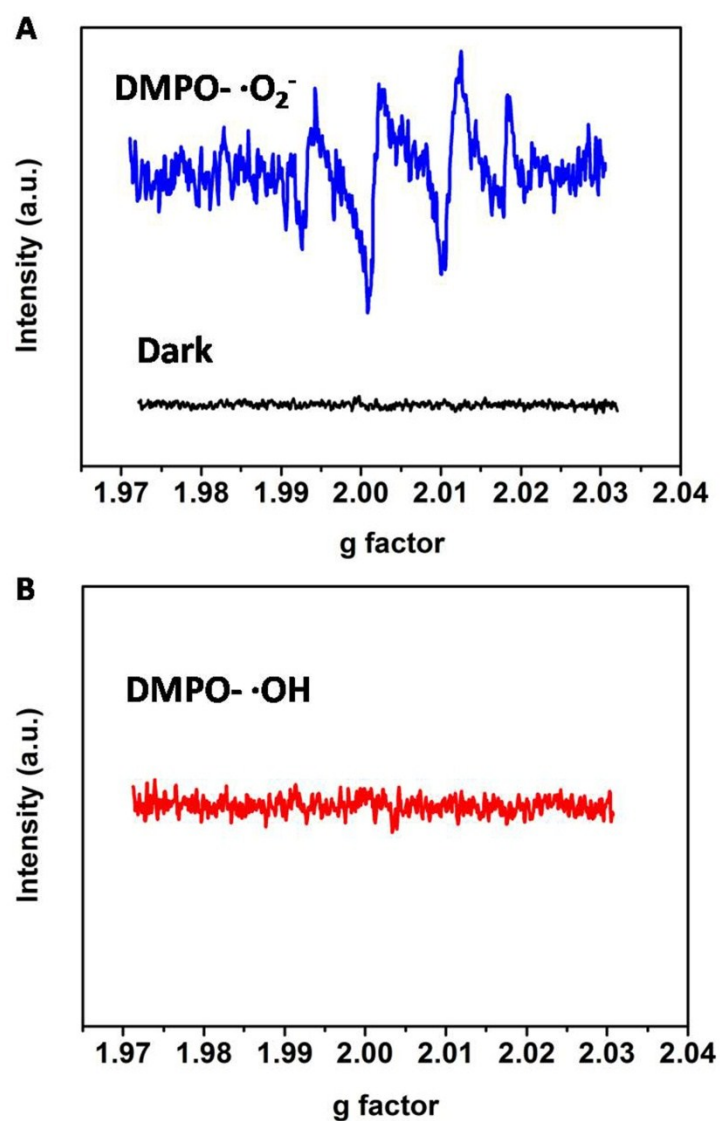 A
DMPO- ·O₂⁻
Dark
Intensity (a.u.)
1.97 1.98 1.99 2.00 2.01 2.02 2.03 2.04
g factor
B
DMPO- ·OH
Intensity (a.u.)
1.97 1.98 1.99 2.00 2.01 2.02 2.03 2.04
g factor